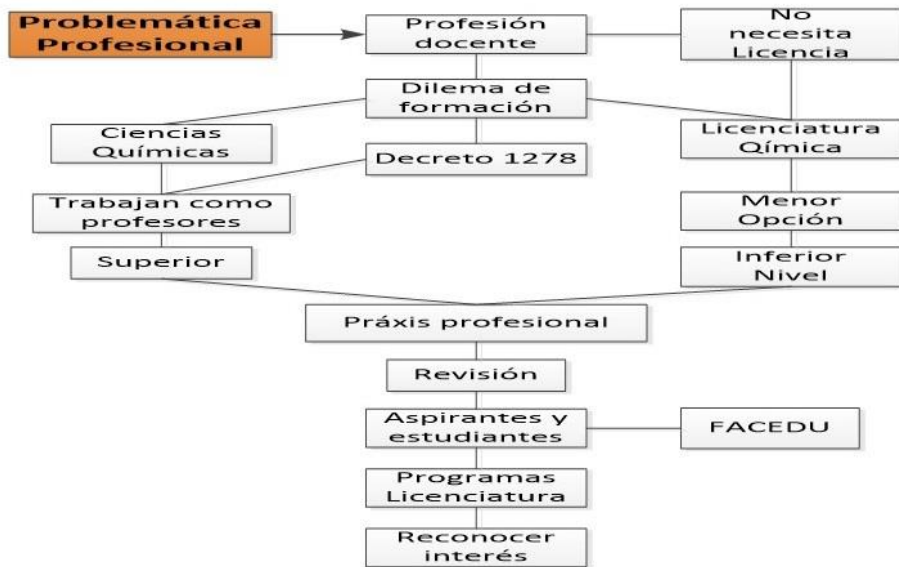 Problemática
Profesional
Profesión
docente
No
necesita
Licencia
Dilema de
formación
Ciencias
Químicas
Licenciatura
Qímica
Decreto 1278
Trabajan como
profesores
Menor
Opción
Superior
Inferior
Nivel
Práxis profesional
Revisión
Aspirantes y
estudiantes
FACEDU
Programas
Licenciatura
Reconocer
interés